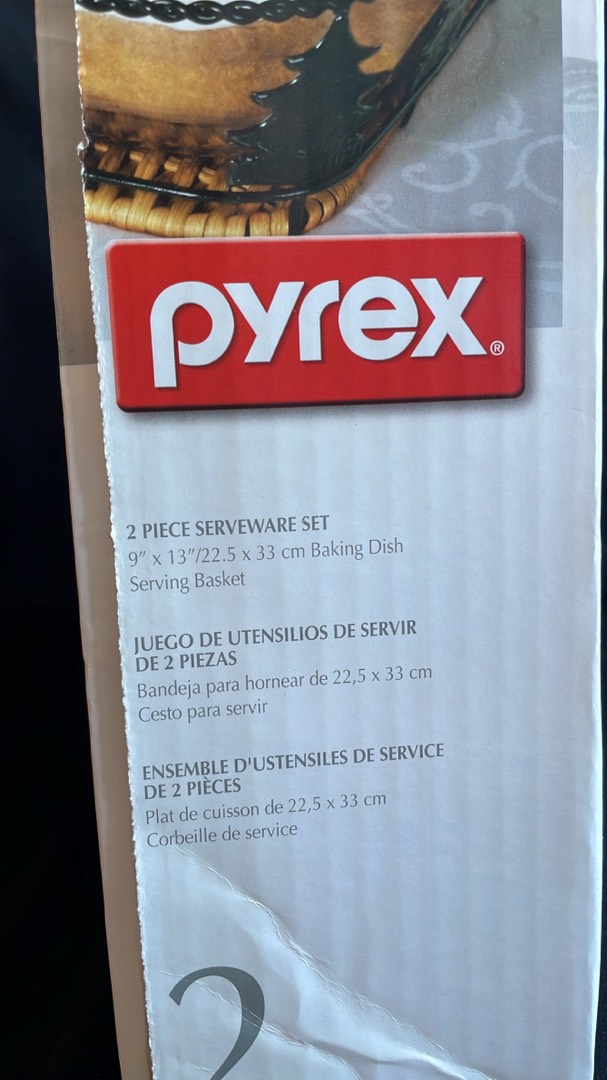 pyrex®
2 PIECE SERVEWARE SET
9” x 13”/22.5 x 33 cm Baking Dish
Serving Basket
JUEGO DE UTENSILIOS DE SERVIR
DE 2 PIEZAS
Bandeja para hornear de 22,5 x 33 cm
Cesto para servir
ENSEMBLE D'USTENSILES DE SERVICE
DE 2 PIÈCES
Plat de cuisson de 22,5 x 33 cm
Corbeille de service
2